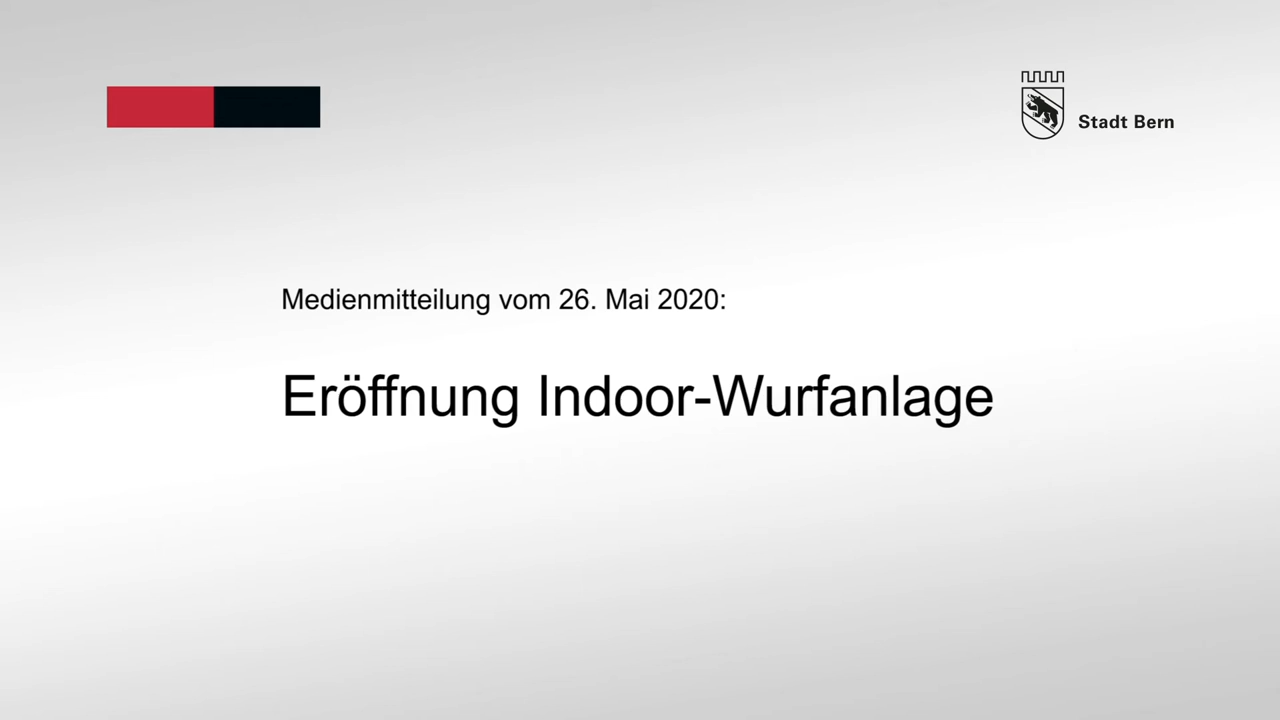 Stadt Bern
Medienmitteilung vom 26. Mai 2020:
Eröffnung Indoor-Wurfanlage